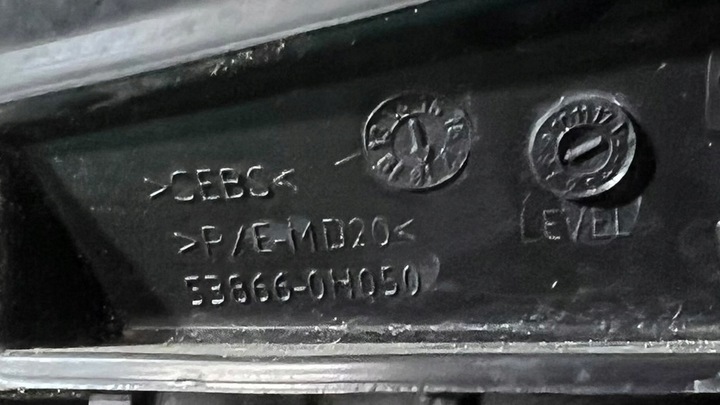 >CEBC<
>P/E-MD20<
53866-0H050
LEVEL